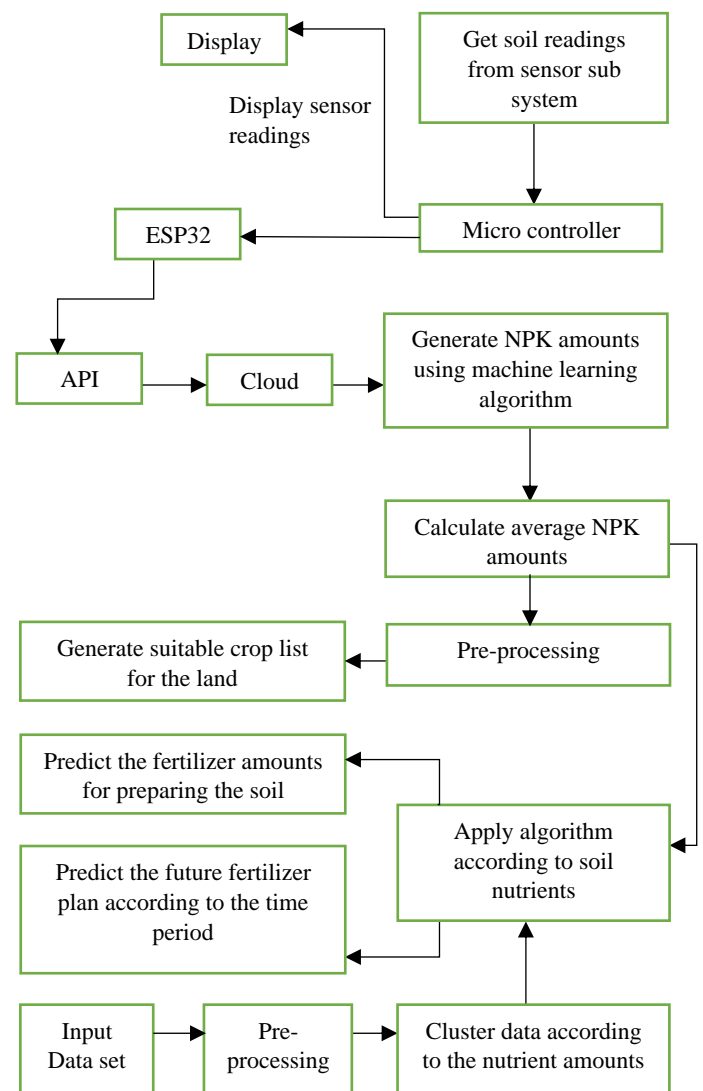 Display
Get soil readings
from sensor sub
system
Display sensor
readings
ESP32
Micro controller
API
Cloud
Generate NPK amounts
using machine learning
algorithm
Calculate average NPK
amounts
Generate suitable crop list
for the land
Pre-processing
Predict the fertilizer amounts
for preparing the soil
Apply algorithm
according to soil
nutrients
Predict the future fertilizer
plan according to the time
period
Input
Data set
Pre-
processing
Cluster data according
to the nutrient amounts